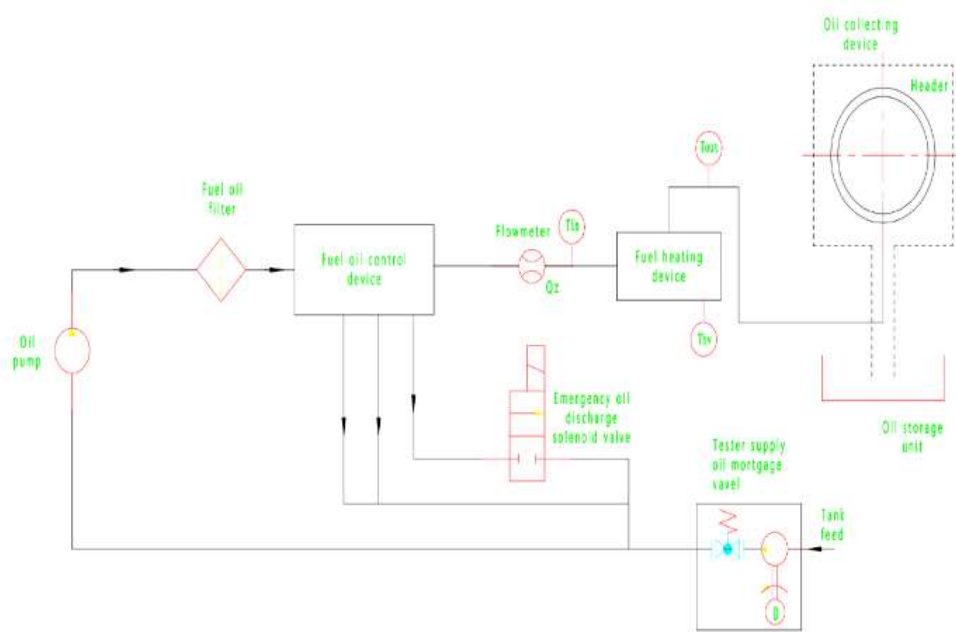 Oil collecting
device
Header
Tout
Fuel oil
filter
Flowmeter
Tin
Fuel oil control
device
Fuel heating
device
Qz
Thv
Oil
pump
Emergency oil
discharge
solenoid valve
Oil storage
unit
Tester supply
oil mortgage
vavel
Tank
feed
D